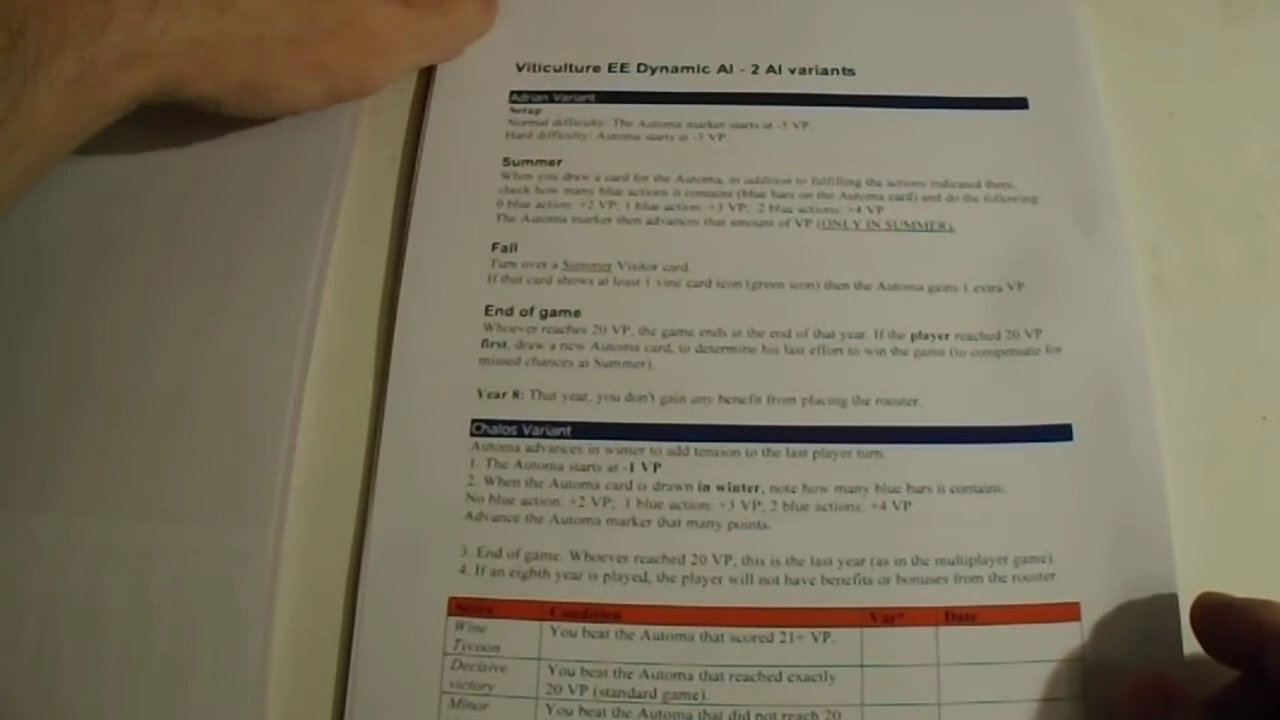 Viticulture EE Dynamic AI - 2 AI variants
Adrian Variant
Setup
Normal difficulty: The Automa marker starts at -5 VP.
Hard difficulty: Automa starts at -3 VP.
Summer
When you draw a card for the Automa, in addition to fulfilling the actions indicated there,
check how many blue actions it contains (blue bars on the Automa card) and do the following:
0 blue action: +2 VP; 1 blue action: +3 VP; 2 blue actions: +4 VP
The Automa marker then advances that amount of VP (ONLY IN SUMMER).
Fall
Turn over a Summer Visitor card.
If that card shows at least 1 vine card icon (green icon) then the Automa gains 1 extra VP
End of game
Whoever reaches 20 VP, the game ends at the end of that year. If the player reached 20 VP
first, draw a new Automa card, to determine his last effort to win the game (to compensate for
missed chances at Summer).
Year 8: That year, you don't gain any benefit from placing the rooster.
Chalos Variant
Automa advances in winter to add tension to the last player turn.
1. The Automa starts at -1 VP
2. When the Automa card is drawn in winter, note how many blue bars it contains:
No blue action: +2 VP; 1 blue action: +3 VP; 2 blue actions: +4 VP
Advance the Automa marker that many points.
3. End of game. Whoever reached 20 VP, this is the last year (as in the multiplayer game)
4. If an eighth year is played, the player will not have benefits or bonuses from the rooster
Score Condition Var* Date
Wine You beat the Automa that scored 21+ VP.
Tycoon
Decisive You beat the Automa that reached exactly
victory 20 VP (standard game).
Minor You beat the Automa that did not reach 20